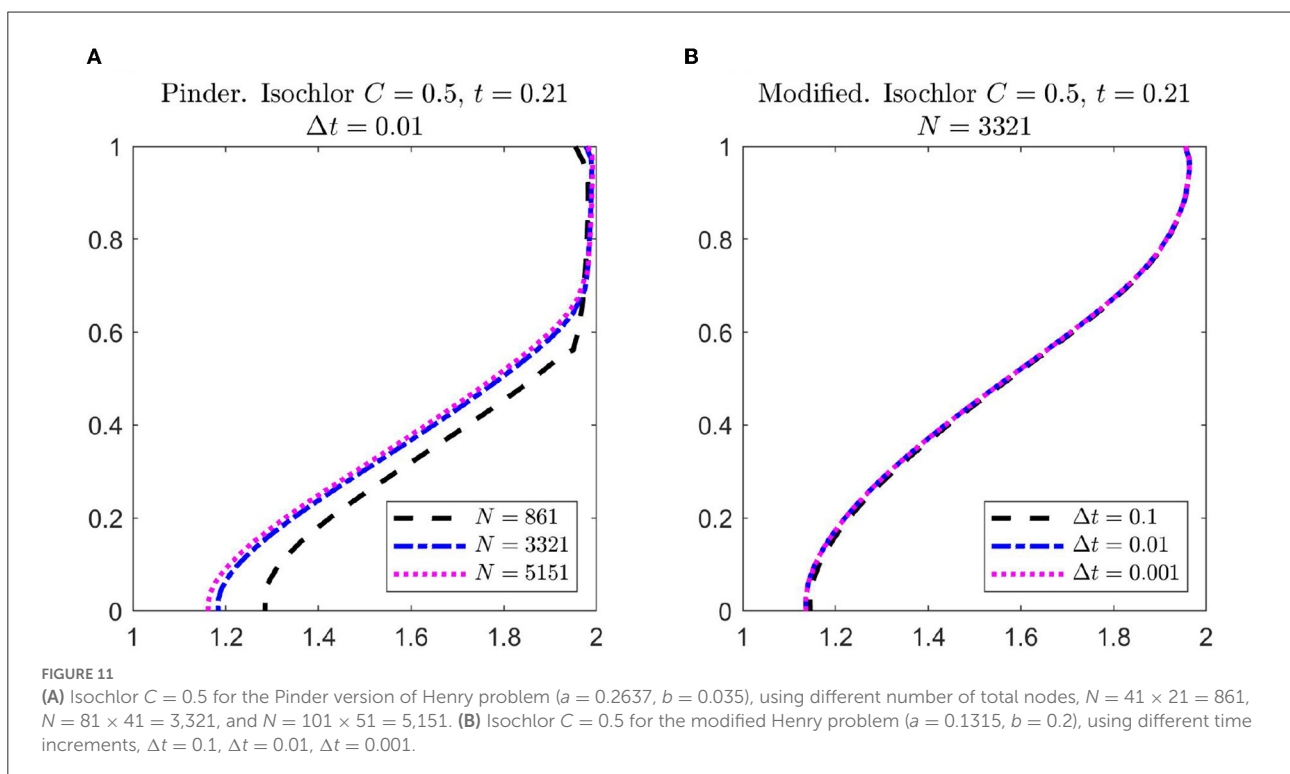 A
Pinder. Isochlor C = 0.5, t = 0.21
Δt = 0.01
1
0.8
0.6
0.4
0.2
0
1
1.2
1.4
1.6
1.8
2
N = 861
N = 3321
N = 5151
B
Modified. Isochlor C = 0.5, t = 0.21
N = 3321
1
0.8
0.6
0.4
0.2
0
1
1.2
1.4
1.6
1.8
2
Δt = 0.1
Δt = 0.01
Δt = 0.001
FIGURE 11
(A) Isochlor C = 0.5 for the Pinder version of Henry problem (a = 0.2637, b = 0.035), using different number of total nodes, N = 41 × 21 = 861,
N = 81 × 41 = 3,321, and N = 101 × 51 = 5,151. (B) Isochlor C = 0.5 for the modified Henry problem (a = 0.1315, b = 0.2), using different time
increments, Δt = 0.1, Δt = 0.01, Δt = 0.001.